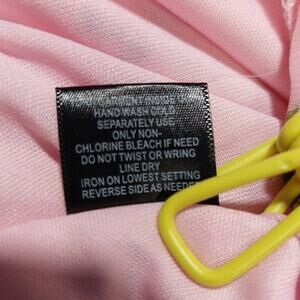 GARMENT INSIDE OUT
HAND WASH COLD
SEPARATELY USE
ONLY NON-
CHLORINE BLEACH IF NEED
DO NOT TWIST OR WRING
LINE DRY
IRON ON LOWEST SETTING
REVERSE SIDE AS NEEDED